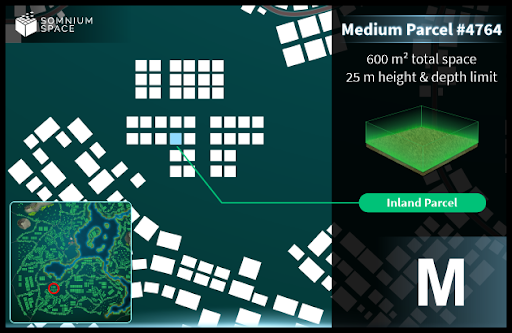 SOMNIUM
SPACE
Medium Parcel #4764
600 m² total space
25 m height & depth limit
Inland Parcel
M